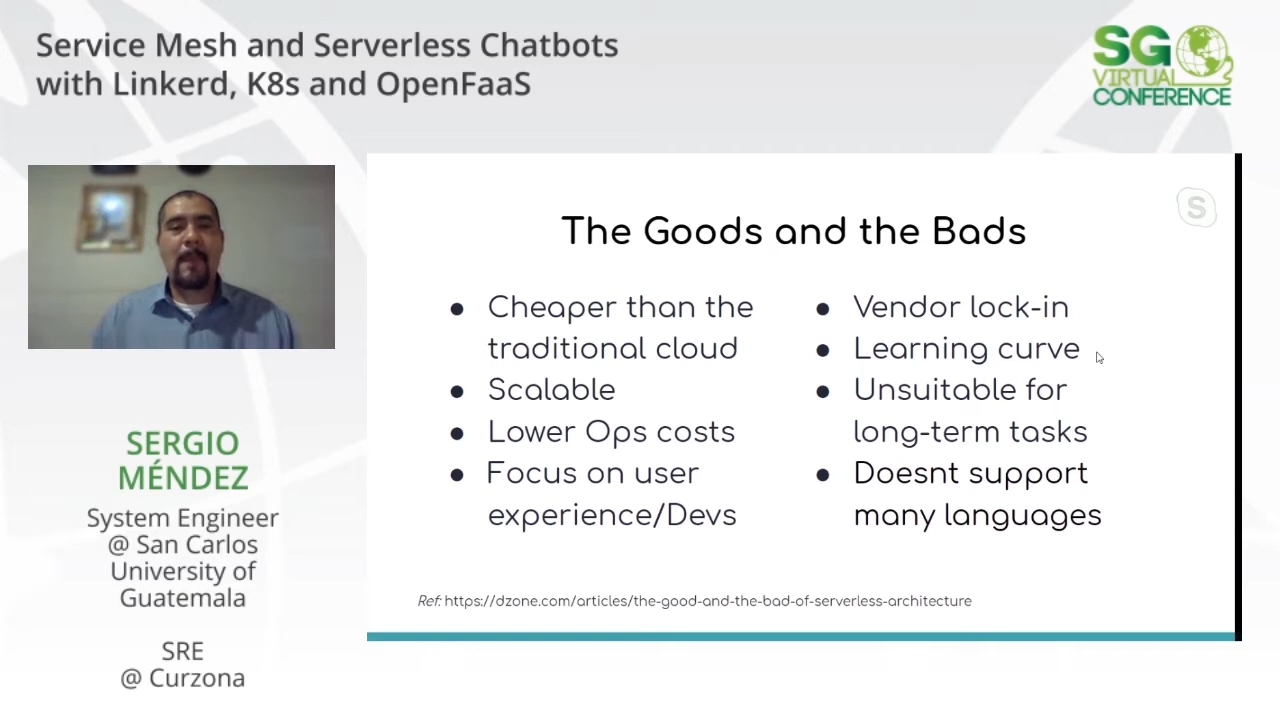 Service Mesh and Serverless Chatbots
with Linkerd, K8s and OpenFaaS
SG
VIRTUAL
CONFERENCE
S
The Goods and the Bads
● Cheaper than the
traditional cloud
● Scalable
● Lower Ops costs
● Focus on user
experience/Devs
● Vendor lock-in
● Learning curve
● Unsuitable for
long-term tasks
● Doesnt support
many languages
Ref: https://dzone.com/articles/the-good-and-the-bad-of-serverless-architecture
SERGIO
MÉNDEZ
System Engineer
@ San Carlos
University of
Guatemala
SRE
@ Curzona